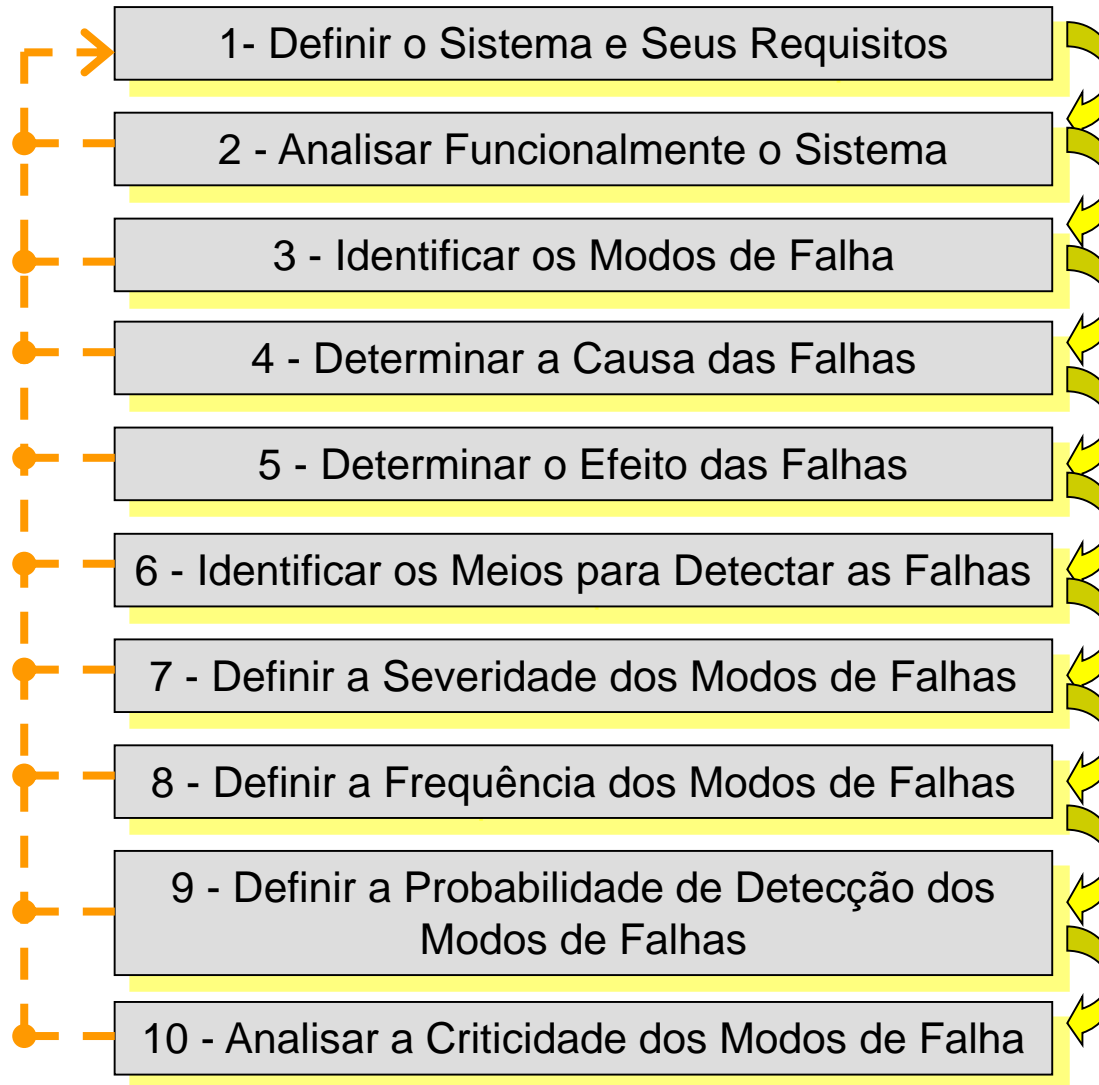 1- Definir o Sistema e Seus Requisitos
2 - Analisar Funcionalmente o Sistema
3 - Identificar os Modos de Falha
4 - Determinar a Causa das Falhas
5 - Determinar o Efeito das Falhas
6 - Identificar os Meios para Detectar as Falhas
7 - Definir a Severidade dos Modos de Falhas
8 - Definir a Frequência dos Modos de Falhas
9 - Definir a Probabilidade de Detecção dos
Modos de Falhas
10 - Analisar a Criticidade dos Modos de Falha